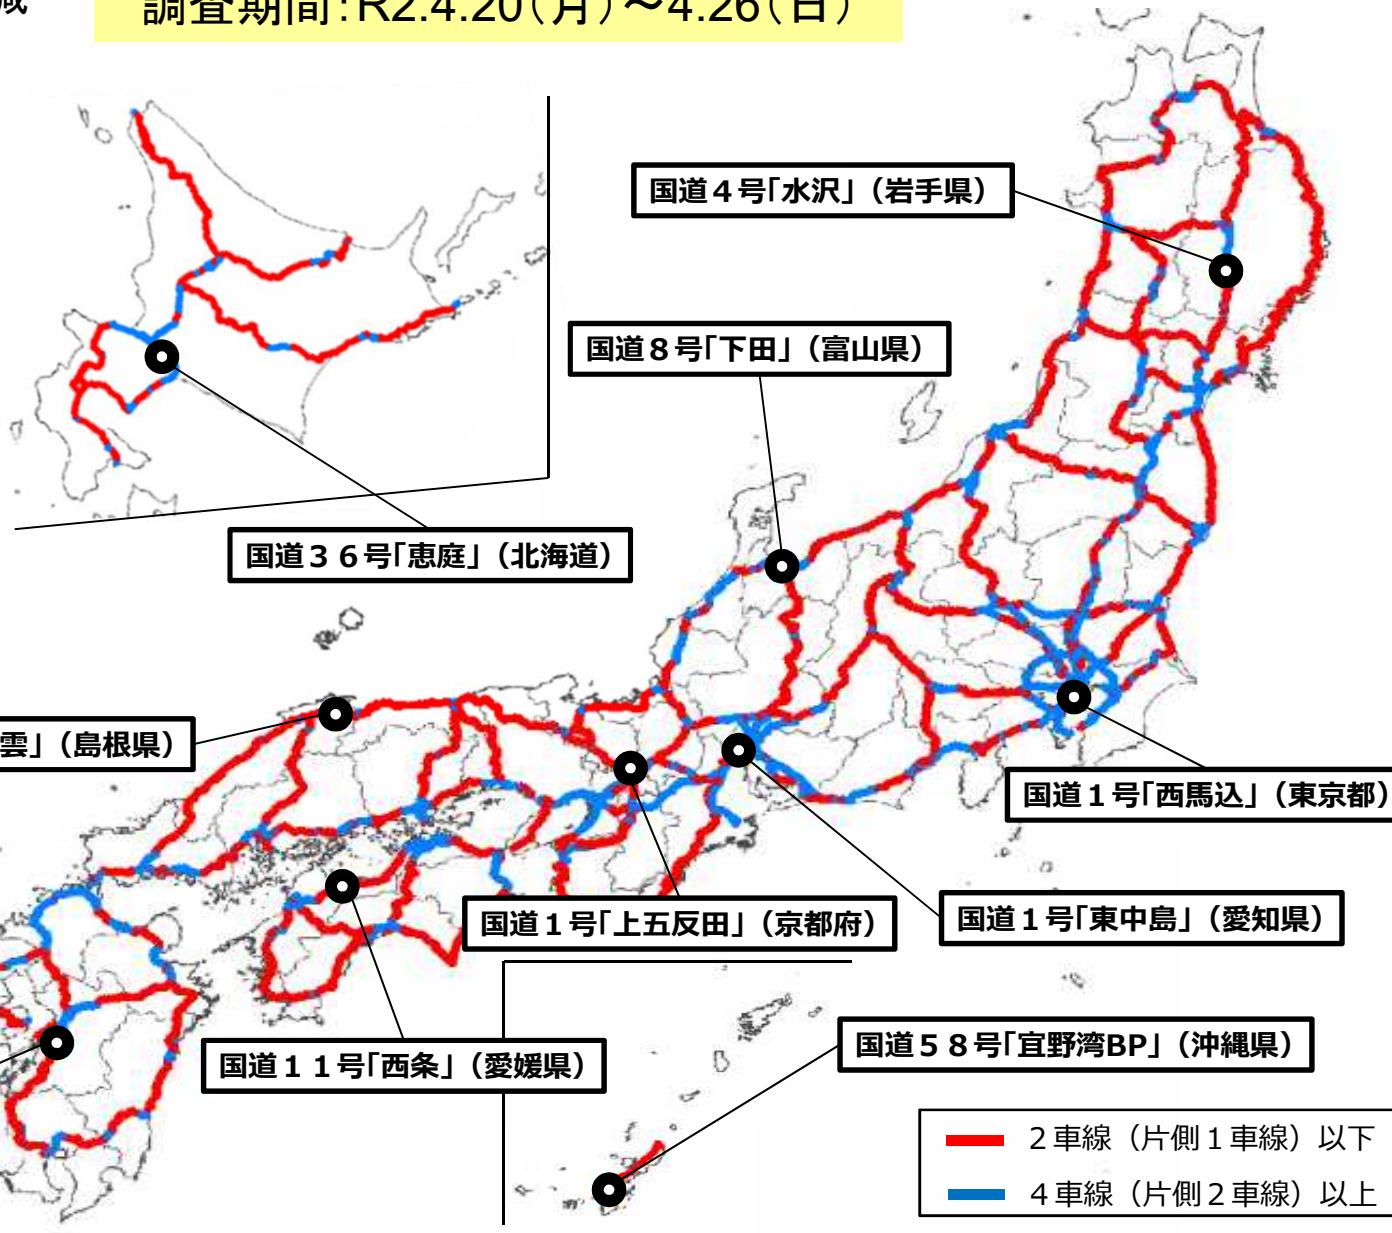 減
調査期間：R2.4.20（月）～4.26（日）
国道４号｢水沢」（岩手県）
国道８号｢下田」（富山県）
国道３６号｢恵庭」（北海道）
雲」（島根県）
国道１号｢西馬込」（東京都）
国道１号｢上五反田」（京都府）
国道１号｢東中島」（愛知県）
国道１１号｢西条」（愛媛県）
国道５８号｢宜野湾BP」（沖縄県）
２車線（片側１車線）以下
４車線（片側２車線）以上